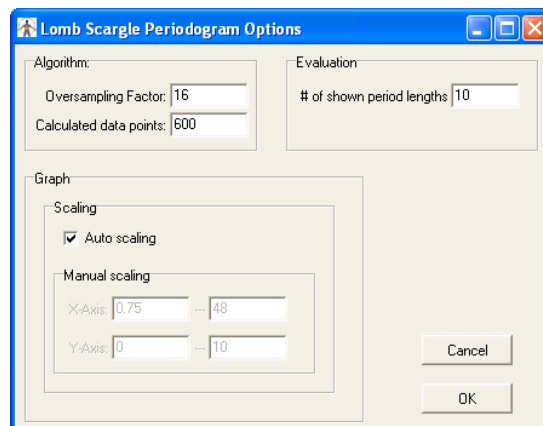 Lomb Scargle Periodogram Options
Algorithm:
Oversampling Factor: 16
Calculated data points: 600
Evaluation
# of shown period lengths 10
Graph
Scaling
Auto scaling
Manual scaling
X-Axis: 0.75 --- 48
Y-Axis: 0 --- 10
Cancel
OK